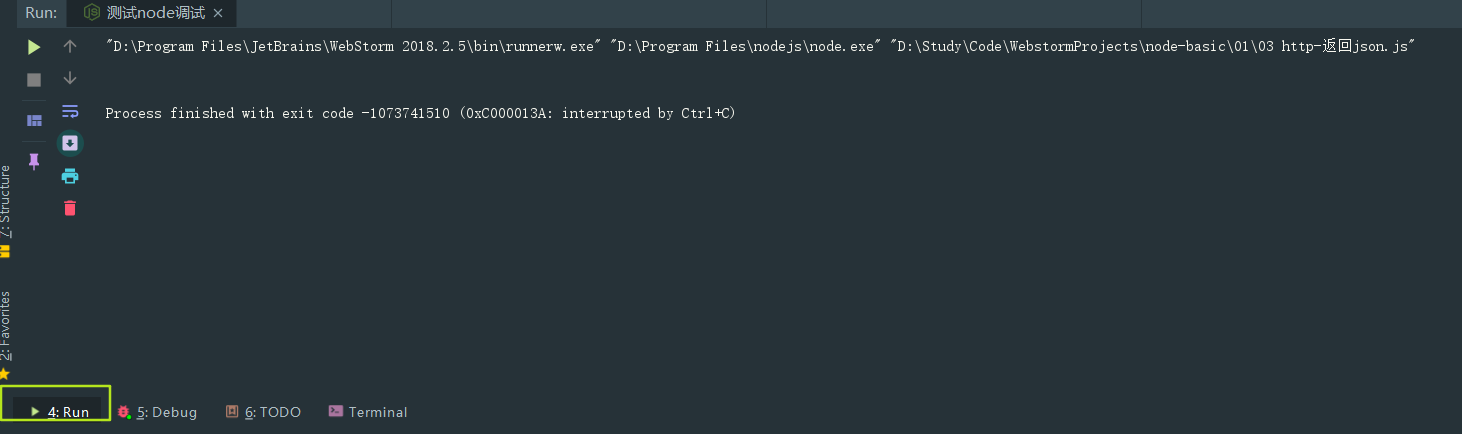 Run: 测试node调试
"D:\Program Files\JetBrains\WebStorm 2018.2.5\bin\runnerw.exe" "D:\Program Files\nodejs\node.exe" "D:\Study\Code\WebstormProjects\node-basic\01\03 http-返回json.js"
Process finished with exit code -1073741510 (0xC000013A: interrupted by Ctrl+C)
7: Structure
2: Favorites
4: Run 5: Debug 6: TODO Terminal